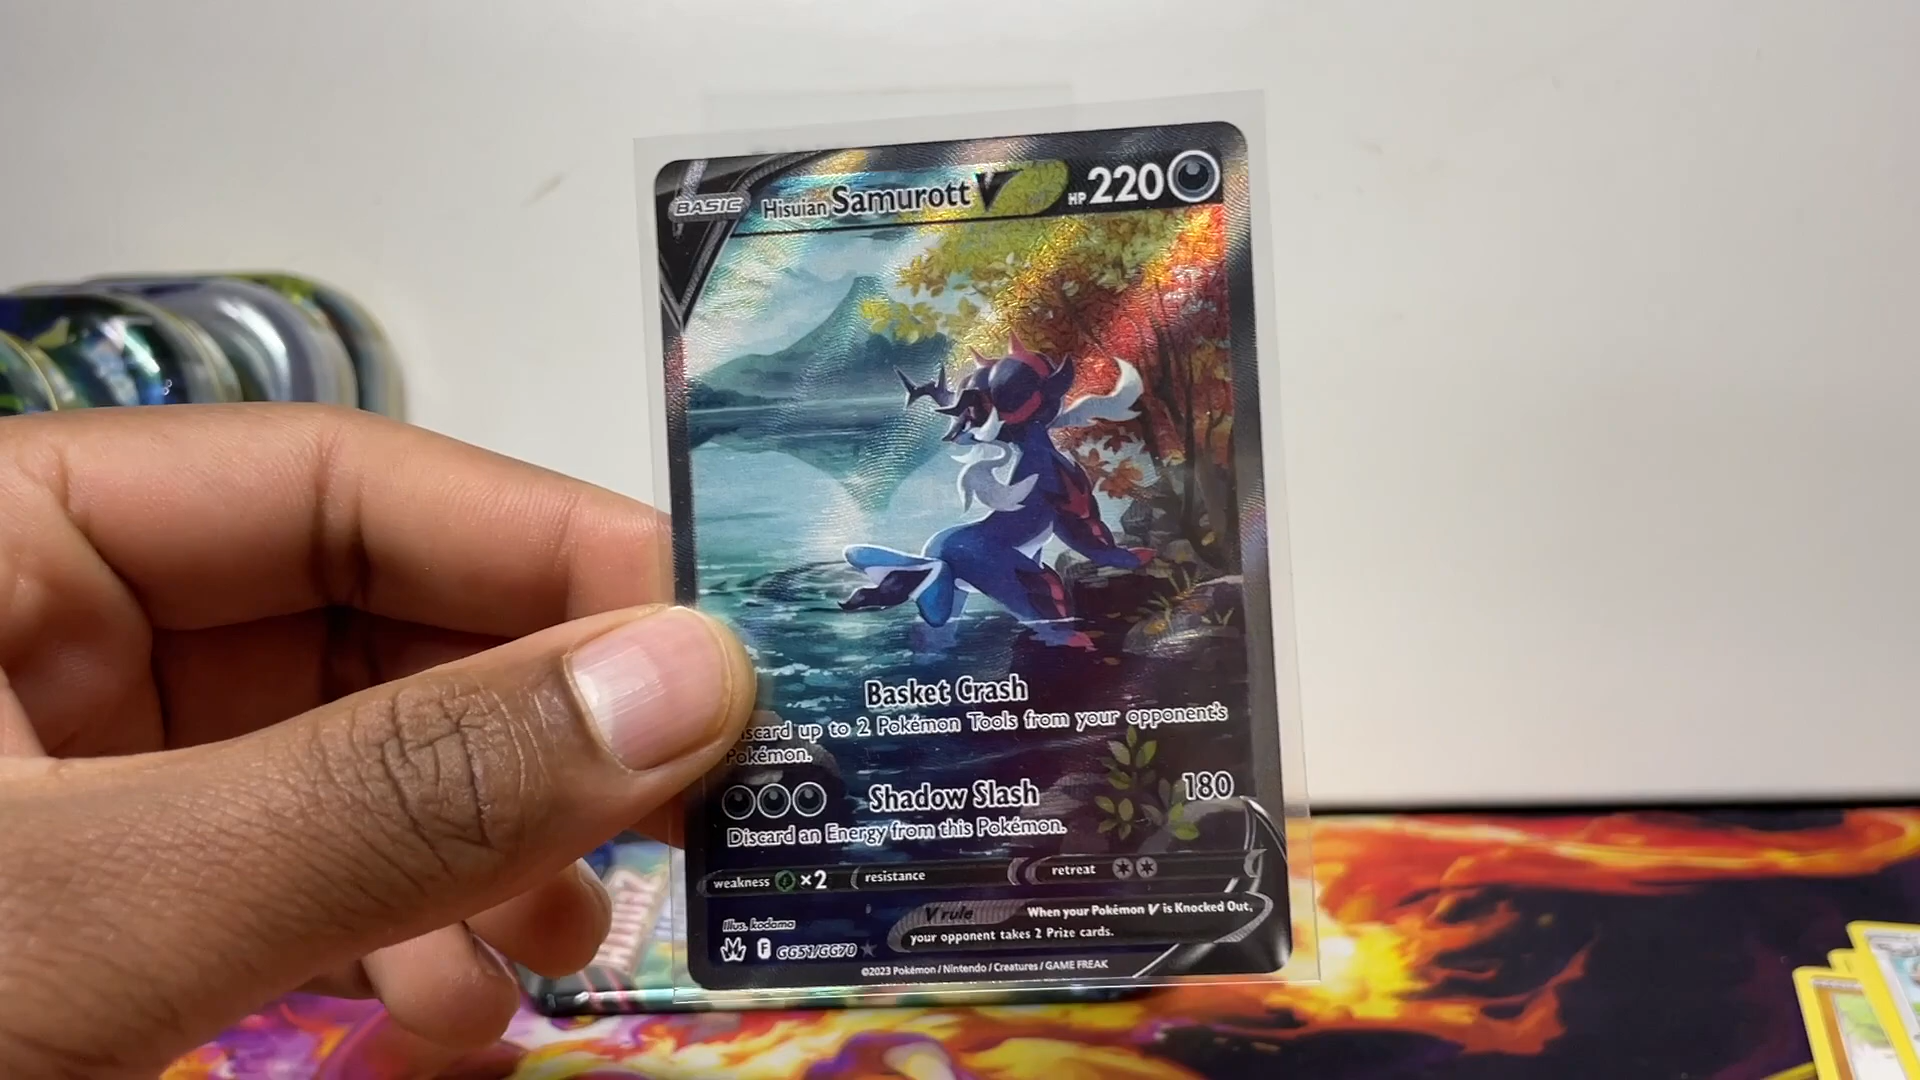 BASIC Hisuian Samurott V HP 220
Basket Crash
iscard up to 2 Pokémon Tools from your opponent's
Pokémon.
Shadow Slash 180
Discard an Energy from this Pokémon.
weakness ×2 resistance retreat
V rule When your Pokémon V is Knocked Out,
your opponent takes 2 Prize cards.
Illus. kodama
F GG51/GG70
©2023 Pokémon / Nintendo / Creatures / GAME FREAK